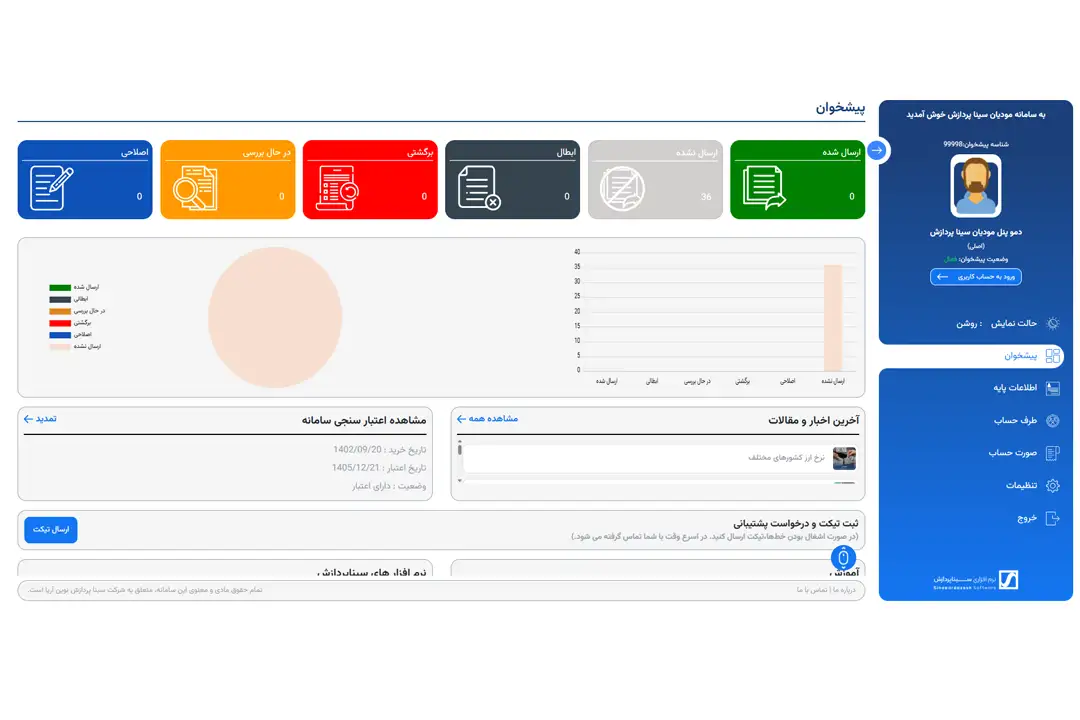 به سامانه مودیان سینا پردازش خوش آمدید
شناسه پیشخوان:99998
دمو پنل مودیان سینا پردازش
(اصلی)
وضعیت پیشخوان: فعال
ورود به حساب کاربری
حالت نمایش : روشن
پیشخوان
اطلاعات پایه
طرف حساب
صورت حساب
تنظیمات
خروج
نرم افزاری سـیناپردازش
Sinapardazesh Software
پیشخوان
ارسال شده
0
ارسال نشده
36
ابطال
0
برگشتی
0
در حال بررسی
0
اصلاحی
0
40
35
30
25
20
15
10
5
0
ارسال نشده
اصلاحی
برگشتی
در حال بررسی
ابطالی
ارسال شده
ارسال شده
ابطالی
در حال بررسی
برگشتی
اصلاحی
ارسال نشده
آخرین اخبار و مقالات
مشاهده همه
نرخ ارز کشورهای مختلف
مشاهده اعتبار سنجی سامانه
تمدید
تاریخ خرید : 1402/09/20
تاریخ اعتبار : 1405/12/21
وضعیت : دارای اعتبار
ثبت تیکت و درخواست پشتیبانی
(در صورت اشغال بودن خط‌ها،تیکت ارسال کنید. در اسرع وقت با شما تماس گرفته می شود.)
ارسال تیکت
آموزش
نرم افزار های سیناپردازش
درباره ما | تماس با ما
تمام حقوق مادی و معنوی این سامانه، متعلق به شرکت سینا پردازش نوین آریا است.